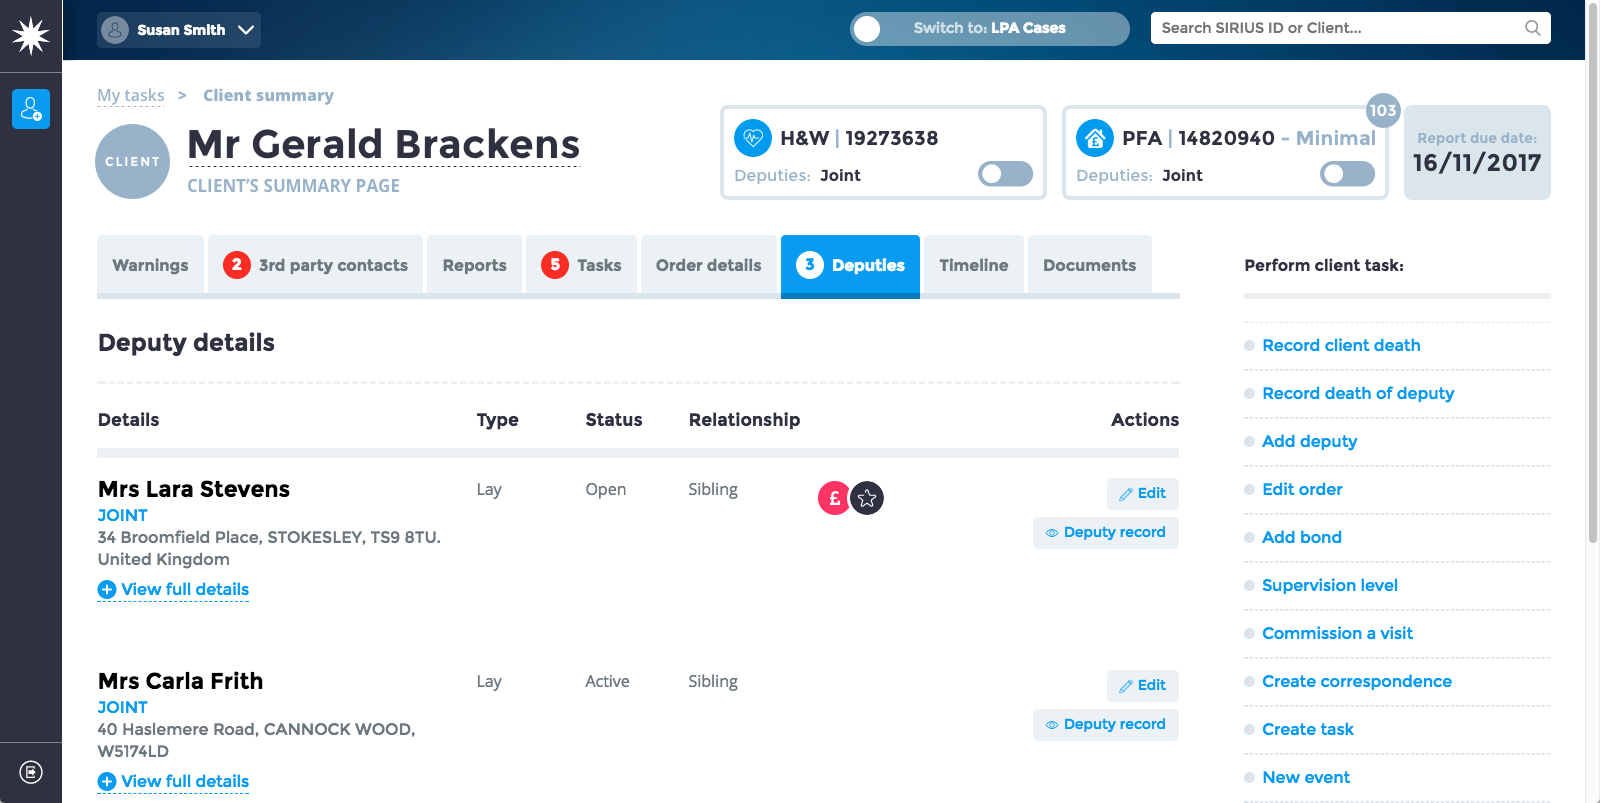 Susan Smith
Switch to: LPA Cases
Search SIRIUS ID or Client...
My tasks > Client summary
CLIENT
Mr Gerald Brackens
CLIENT'S SUMMARY PAGE
H&W | 19273638
Deputies: Joint
103
PFA | 14820940 - Minimal
Deputies: Joint
Report due date:
16/11/2017
Warnings
2 3rd party contacts
Reports
5 Tasks
Order details
3 Deputies
Timeline
Documents
Perform client task:
Deputy details
Details Type Status Relationship Actions
Mrs Lara Stevens Lay Open Sibling £ Edit
JOINT
Deputy record
34 Broomfield Place, STOKESLEY, TS9 8TU.
United Kingdom
View full details
Mrs Carla Frith Lay Active Sibling Edit
JOINT
Deputy record
40 Haslemere Road, CANNOCK WOOD,
W5174LD
View full details
Record client death
Record death of deputy
Add deputy
Edit order
Add bond
Supervision level
Commission a visit
Create correspondence
Create task
New event